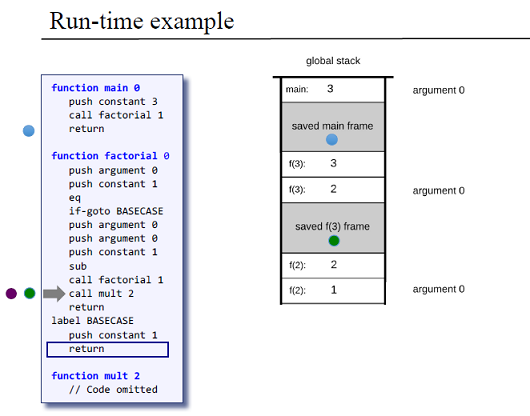 Run-time example
function main 0
push constant 3
call factorial 1
return
function factorial 0
push argument 0
push constant 1
eq
if-goto BASECASE
push argument 0
push argument 0
push constant 1
sub
call factorial 1
call mult 2
return
label BASECASE
push constant 1
return
function mult 2
// Code omitted
global stack
main: 3 argument 0
saved main frame
f(3): 3
f(3): 2 argument 0
saved f(3) frame
f(2): 2
f(2): 1 argument 0